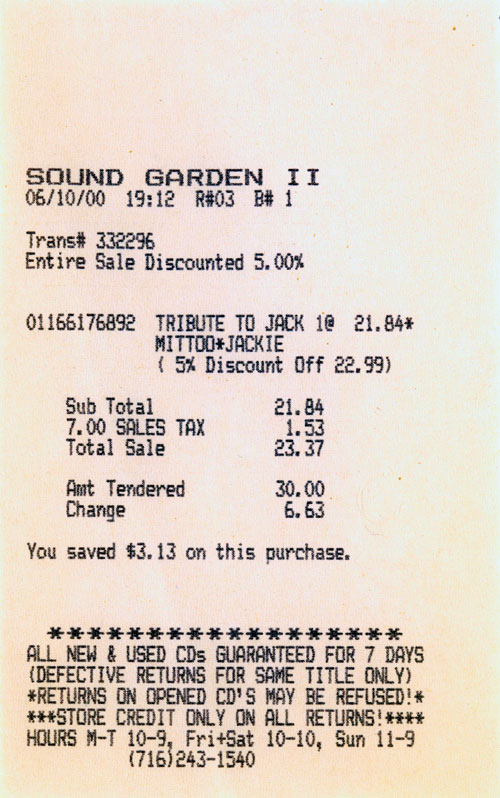 SOUND GARDEN II
06/10/00 19:12 R#03 B# 1
Trans# 332296
Entire Sale Discounted 5.00%
01166176892 TRIBUTE TO JACK 1@ 21.84*
MITTOO*JACKIE
( 5% Discount Off 22.99)
Sub Total 21.84
7.00 SALES TAX 1.53
Total Sale 23.37
Amt Tendered 30.00
Change 6.63
You saved $3.13 on this purchase.
******************
ALL NEW & USED CDs GUARANTEED FOR 7 DAYS
(DEFECTIVE RETURNS FOR SAME TITLE ONLY)
*RETURNS ON OPENED CD'S MAY BE REFUSED!*
***STORE CREDIT ONLY ON ALL RETURNS!****
HOURS M-T 10-9, Fri+Sat 10-10, Sun 11-9
(716)243-1540